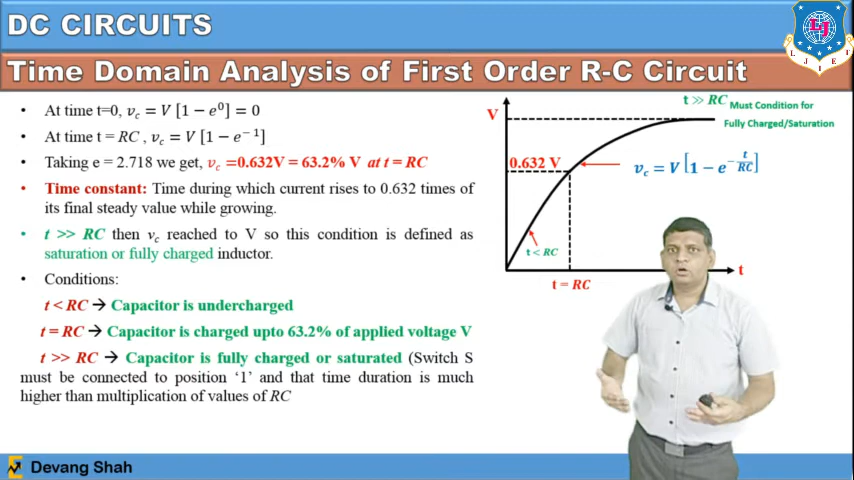 DC CIRCUITS
LJ
L J I E T
Time Domain Analysis of First Order R-C Circuit
• At time t=0, v_c = V [1 − e^0] = 0
• At time t = RC , v_c = V [1 − e^−1]
• Taking e = 2.718 we get, v_c =0.632V = 63.2% V at t = RC
• Time constant: Time during which current rises to 0.632 times of
its final steady value while growing.
• t >> RC then v_c reached to V so this condition is defined as
saturation or fully charged inductor.
• Conditions:
t < RC → Capacitor is undercharged
t = RC → Capacitor is charged upto 63.2% of applied voltage V
t >> RC → Capacitor is fully charged or saturated (Switch S
must be connected to position ‘1’ and that time duration is much
higher than multiplication of values of RC
t ≫ RC Must Condition for
Fully Charged/Saturation
V
0.632 V
v_c = V [1 − e^−t/RC]
t < RC
t
t = RC
Devang Shah